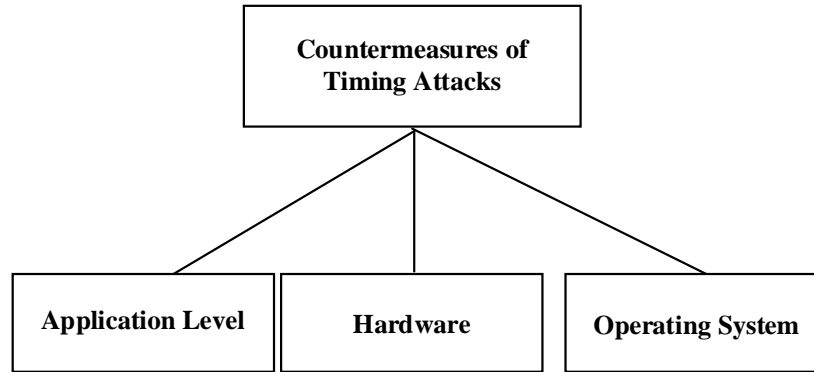 Countermeasures of
Timing Attacks
Application Level
Hardware
Operating System